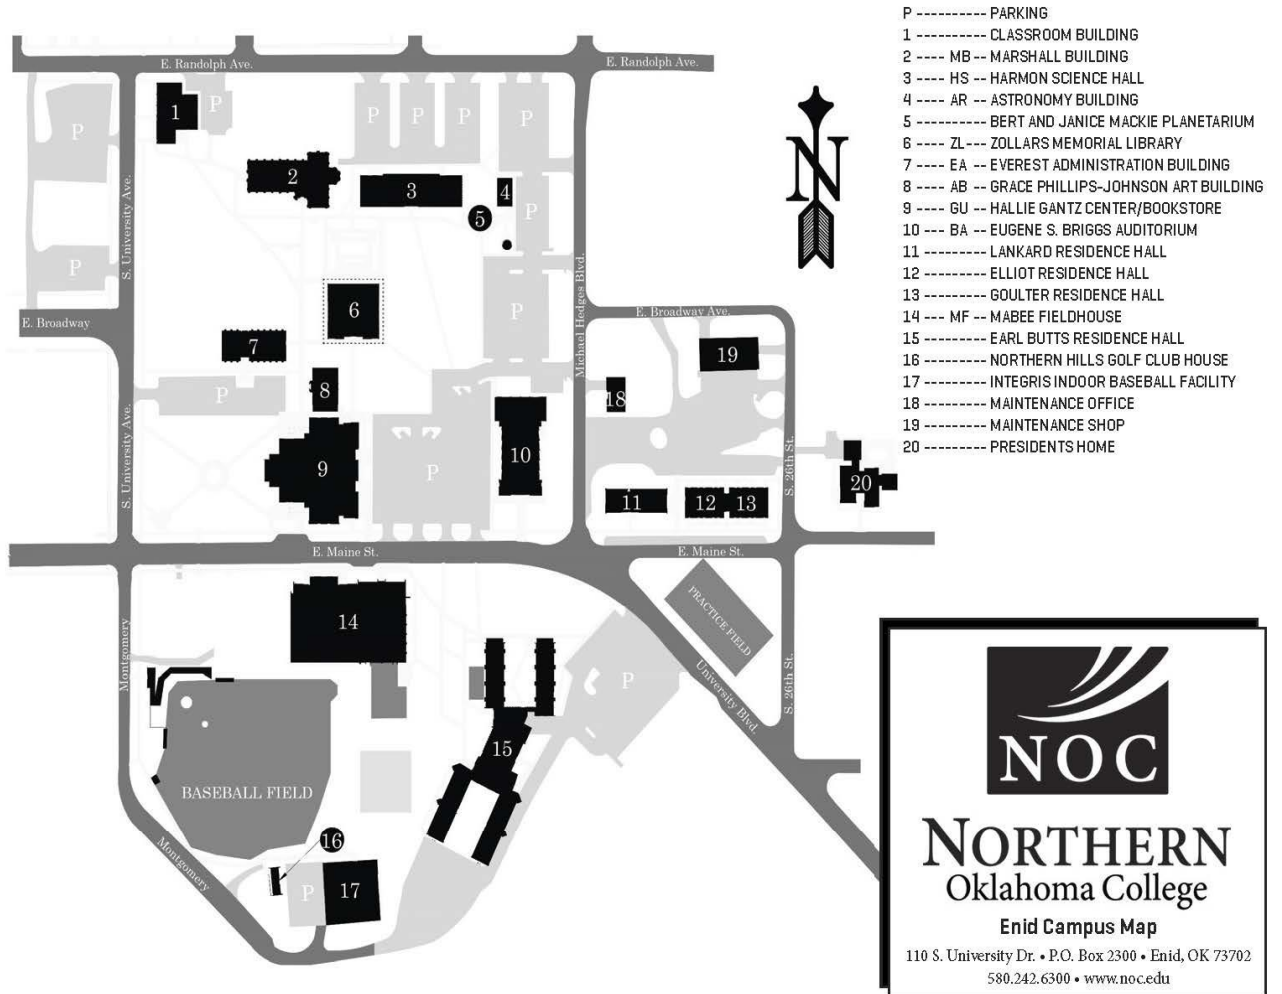 P ---------- PARKING
1 ---------- CLASSROOM BUILDING
2 ---- MB -- MARSHALL BUILDING
3 ---- HS -- HARMON SCIENCE HALL
4 ---- AR -- ASTRONOMY BUILDING
5 ---------- BERT AND JANICE MACKIE PLANETARIUM
6 ---- ZL--- ZOLLARS MEMORIAL LIBRARY
7 ---- EA -- EVEREST ADMINISTRATION BUILDING
8 ---- AB -- GRACE PHILLIPS-JOHNSON ART BUILDING
9 ---- GU -- HALLIE GANTZ CENTER/BOOKSTORE
10 --- BA -- EUGENE S. BRIGGS AUDITORIUM
11 --------- LANKARD RESIDENCE HALL
12 --------- ELLIOT RESIDENCE HALL
13 --------- GOULTER RESIDENCE HALL
14 --- MF -- MABEE FIELDHOUSE
15 --------- EARL BUTTS RESIDENCE HALL
16 --------- NORTHERN HILLS GOLF CLUB HOUSE
17 --------- INTEGRIS INDOOR BASEBALL FACILITY
18 --------- MAINTENANCE OFFICE
19 --------- MAINTENANCE SHOP
20 --------- PRESIDENTS HOME
E. Randolph Ave.
E. Randolph Ave.
1
P
P
P
P
P
P
N
2
3
4
5
P
S. University Ave.
P
Michael Hedges Blvd.
6
P
E. Broadway
E. Broadway Ave.
7
19
8
P
18
S. University Ave.
9
P
10
S. 26th St.
20
11
12
13
E. Maine St.
E. Maine St.
14
PRACTICE FIELD
Montgomery
P
University Blvd.
S. 26th St.
15
BASEBALL FIELD
16
Montgomery
P
17
NOC
NORTHERN
Oklahoma College
Enid Campus Map
110 S. University Dr. • P.O. Box 2300 • Enid, OK 73702
580.242.6300 • www.noc.edu